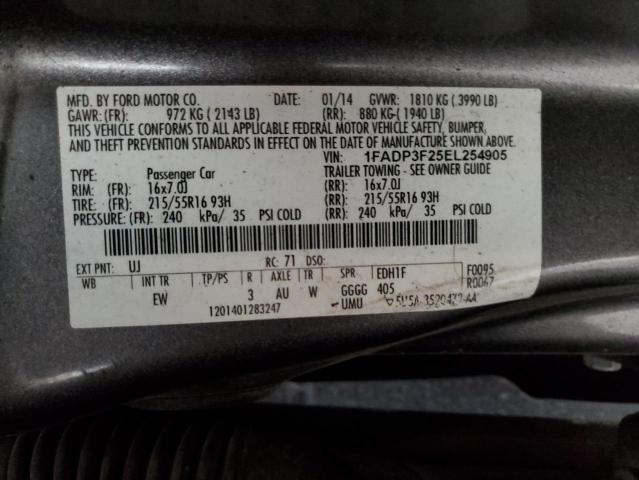 MFD. BY FORD MOTOR CO. DATE: 01/14 GVWR: 1810 KG ( 3990 LB)
GAWR: (FR): 972 KG ( 2143 LB) (RR): 880 KG ( 1940 LB)
THIS VEHICLE CONFORMS TO ALL APPLICABLE FEDERAL MOTOR VEHICLE SAFETY, BUMPER,
AND THEFT PREVENTION STANDARDS IN EFFECT ON THE DATE OF MANUFACTURE SHOWN ABOVE.
VIN: 1FADP3F25EL254905
TYPE: Passenger Car TRAILER TOWING - SEE OWNER GUIDE
RIM: (FR): 16x7.0J (RR): 16x7.0J
TIRE: (FR): 215/55R16 93H (RR): 215/55R16 93H
PRESSURE: (FR): 240 kPa/ 35 PSI COLD (RR): 240 kPa/ 35 PSI COLD
EXT PNT: UJ RC: 71 DSO: F0095
WB INT TR TP/PS R AXLE TR SPR EDH1F R0067
EW 3 AU W GGGG 405
1201401283247 UMU